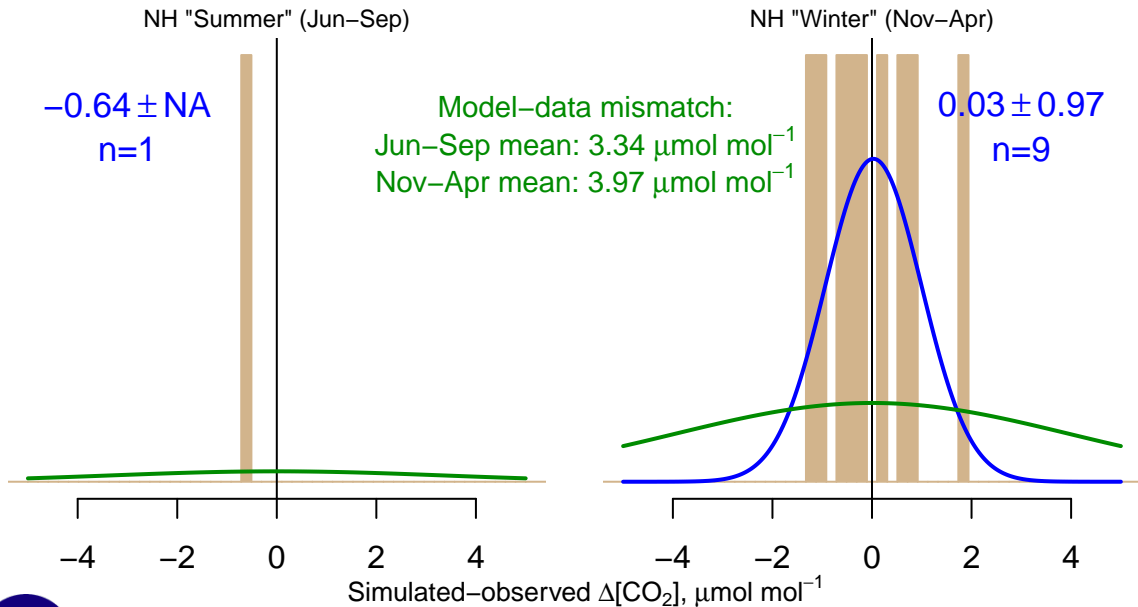 NH "Summer" (Jun−Sep)
−0.64 ± NA
n=1
−4 −2 0 2 4
NH "Winter" (Nov−Apr)
0.03 ± 0.97
n=9
−4 −2 0 2 4
Model−data mismatch:
Jun−Sep mean: 3.34 μmol mol⁻¹
Nov−Apr mean: 3.97 μmol mol⁻¹
Simulated−observed Δ[CO₂], μmol mol⁻¹